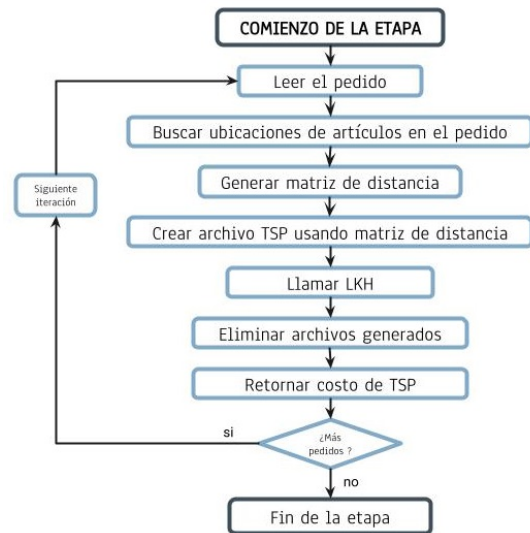 COMIENZO DE LA ETAPA
Leer el pedido
Buscar ubicaciones de artículos en el pedido
Siguiente
iteración
Generar matriz de distancia
Crear archivo TSP usando matriz de distancia
Llamar LKH
Eliminar archivos generados
Retornar costo de TSP
si
¿Más
pedidos ?
no
Fin de la etapa